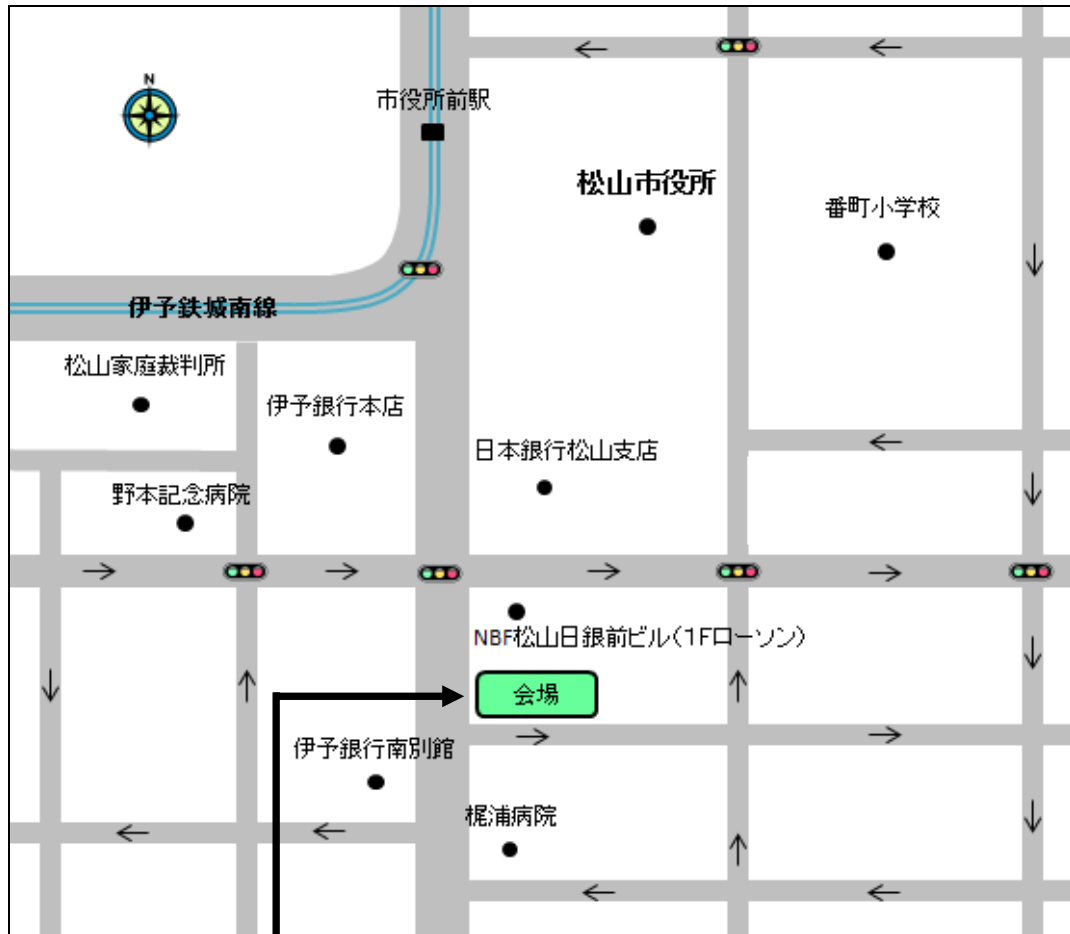 N
市役所前駅
松山市役所
番町小学校
伊予鉄城南線
松山家庭裁判所
伊予銀行本店
日本銀行松山支店
野本記念病院
NBF松山日銀前ビル(1Fローソン)
会場
伊予銀行南別館
梶浦病院